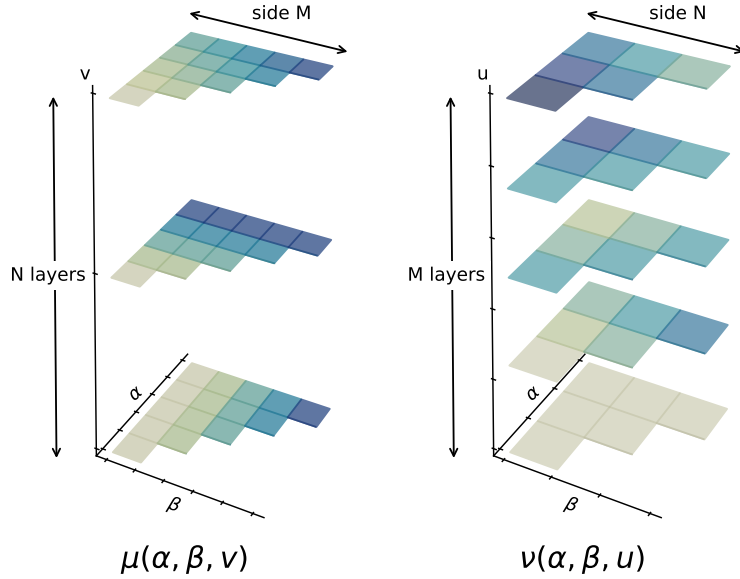 side M
side N
v
u
N layers
M layers
α
α
β
β
μ(α, β, v)
ν(α, β, u)